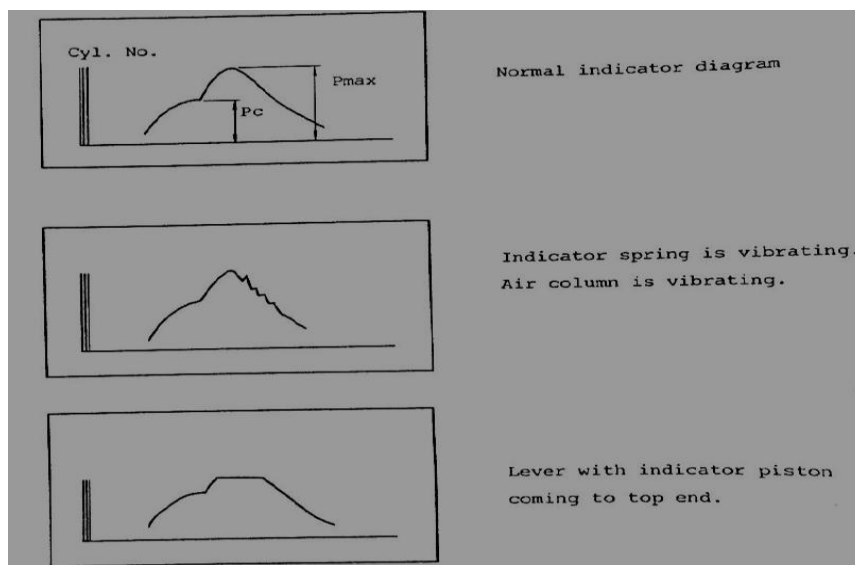 Cyl. No.
Pmax
Pc
Normal indicator diagram
Indicator spring is vibrating.
Air column is vibrating.
Lever with indicator piston
coming to top end.